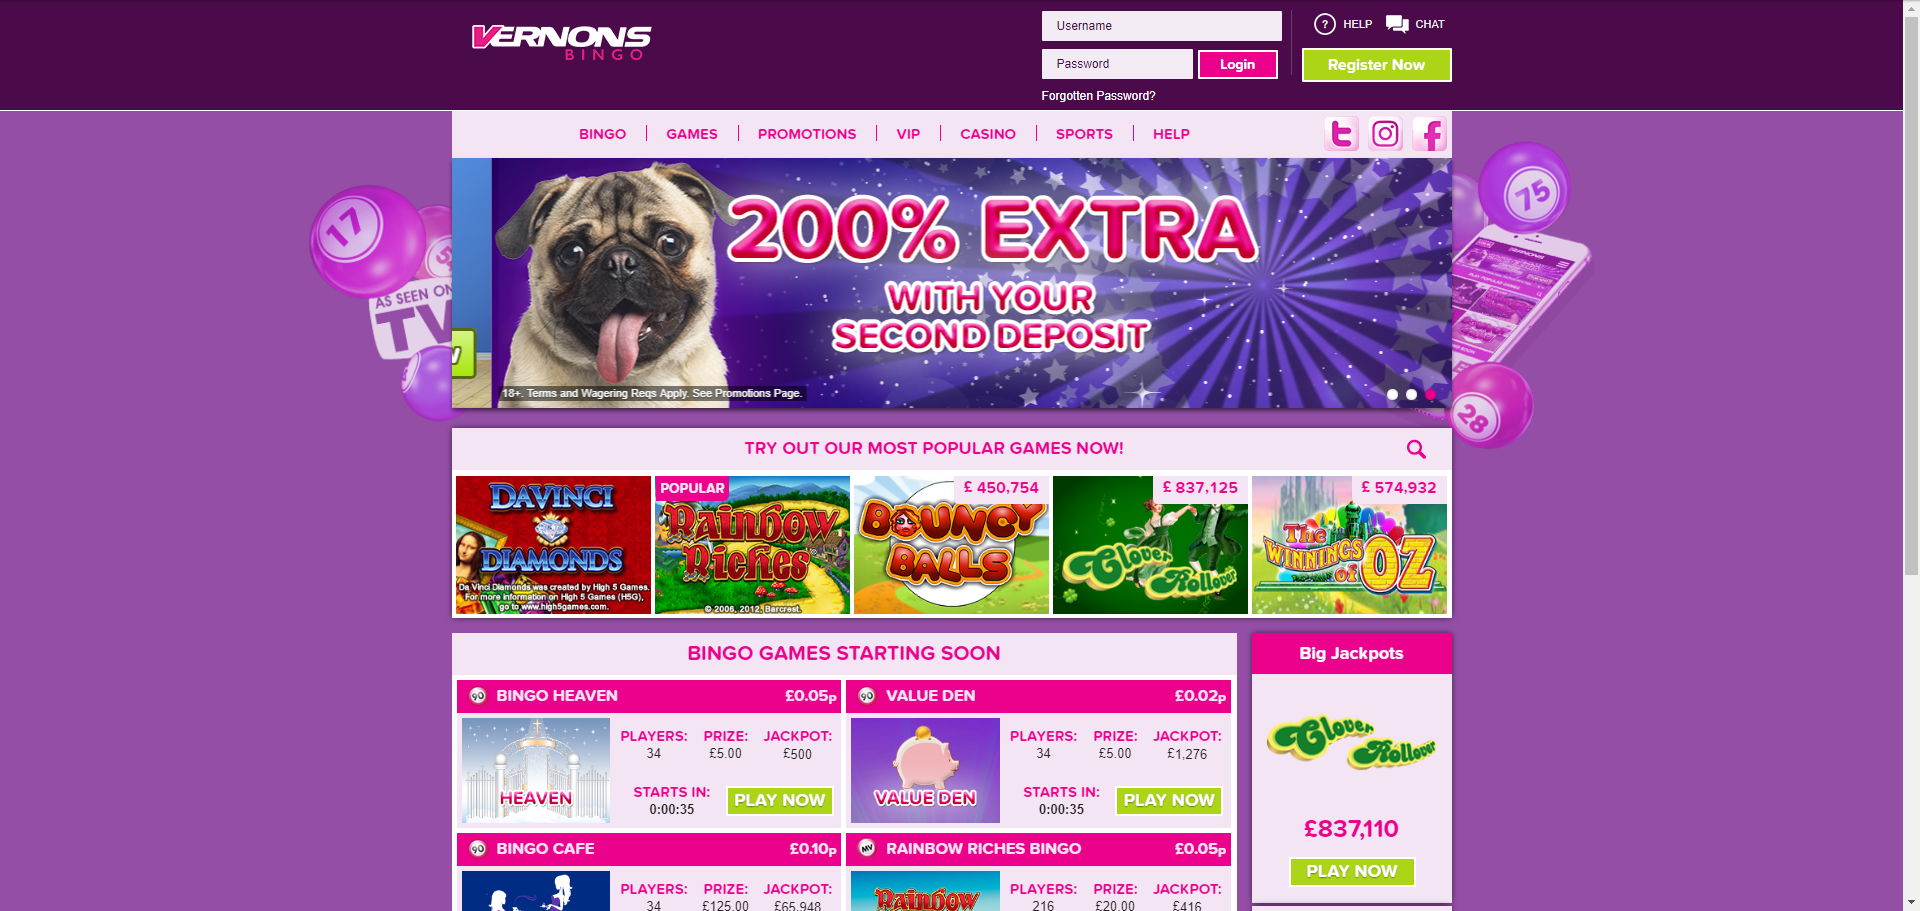 VERNONS
BINGO
Username
Password
Login
Forgotten Password?
? HELP
CHAT
Register Now
BINGO
GAMES
PROMOTIONS
VIP
CASINO
SPORTS
HELP
17
AS SEEN ON
TV
75
28
200% EXTRA
WITH YOUR
SECOND DEPOSIT
18+. Terms and Wagering Reqs Apply. See Promotions Page.
TRY OUT OUR MOST POPULAR GAMES NOW!
DAVINCI
DIAMONDS
Da Vinci Diamonds was created by High 5 Games.
For more information on High 5 Games (H5G),
go to www.high5games.com.
POPULAR
Rainbow
Riches
© 2006, 2012, Barcrest.
£ 450,754
BOUNCY
BALLS
£ 837,125
Clover
Rollover
£ 574,932
The
WINNINGS
of OZ
BINGO GAMES STARTING SOON
90 BINGO HEAVEN £0.05p
HEAVEN
PLAYERS: PRIZE: JACKPOT:
34 £5.00 £500
STARTS IN:
0:00:35
PLAY NOW
90 VALUE DEN £0.02p
VALUE DEN
PLAYERS: PRIZE: JACKPOT:
34 £5.00 £1,276
STARTS IN:
0:00:35
PLAY NOW
90 BINGO CAFE £0.10p
PLAYERS: PRIZE: JACKPOT:
34 £125.00 £65,948
MV RAINBOW RICHES BINGO £0.05p
Rainbow
PLAYERS: PRIZE: JACKPOT:
216 £20.00 £416
Big Jackpots
Clover
Rollover
£837,110
PLAY NOW